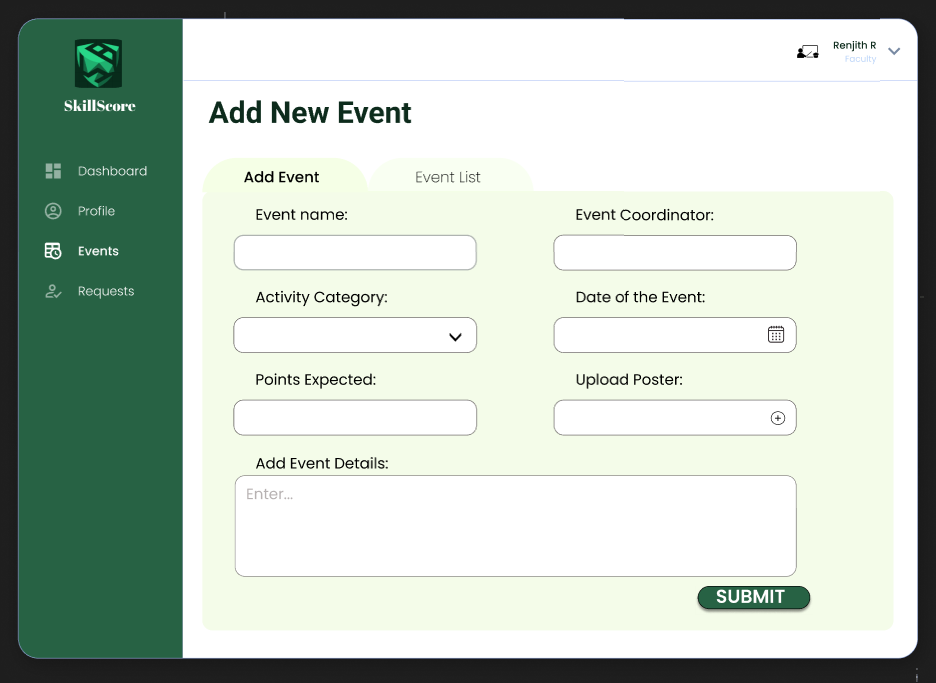 SkillScore
Dashboard
Profile
Events
Requests
Renjith R
Faculty
Add New Event
Add Event
Event List
Event name:
Event Coordinator:
Activity Category:
Date of the Event:
Points Expected:
Upload Poster:
Add Event Details:
Enter...
SUBMIT